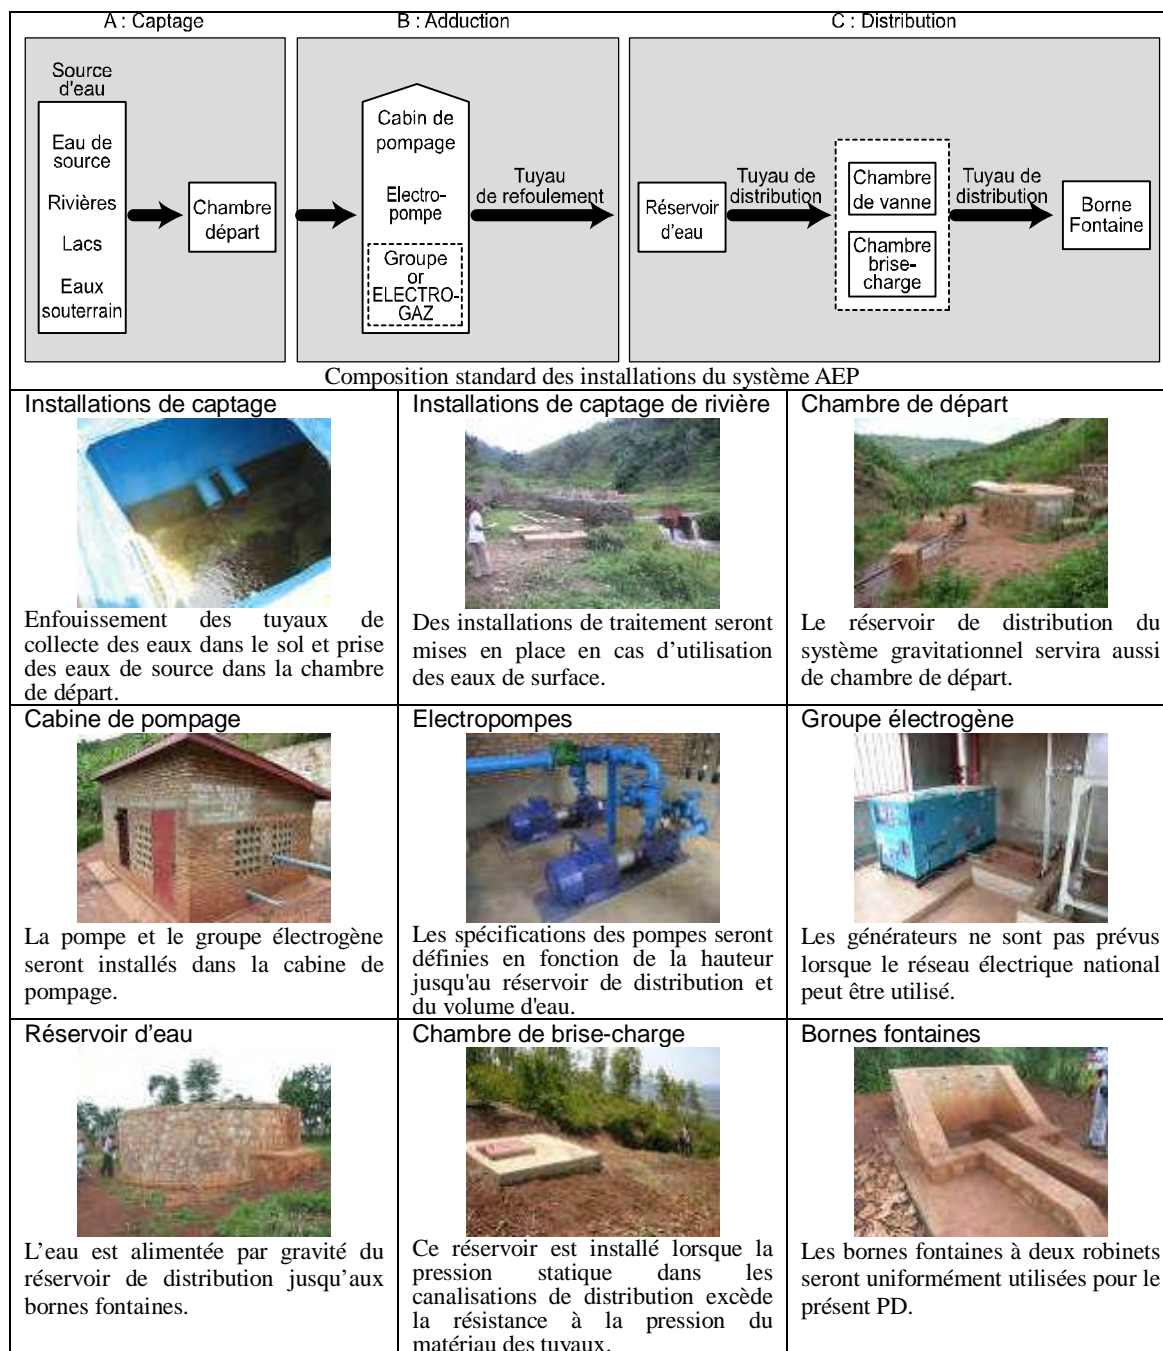 A : Captage
B : Adduction
C : Distribution
Source
d'eau
Eau de
source
Rivières
Lacs
Eaux
souterrain
Chambre
départ
Cabin de
pompage
Electro-
pompe
Groupe
or
ELECTRO-
GAZ
Tuyau
de refoulement
Réservoir
d'eau
Tuyau de
distribution
Chambre
de vanne
Chambre
brise-
charge
Tuyau de
distribution
Borne
Fontaine
Composition standard des installations du système AEP
Installations de captage
Enfouissement des tuyaux de
collecte des eaux dans le sol et prise
des eaux de source dans la chambre
de départ.
Installations de captage de rivière
Des installations de traitement seront
mises en place en cas d’utilisation
des eaux de surface.
Chambre de départ
Le réservoir de distribution du
système gravitationnel servira aussi
de chambre de départ.
Cabine de pompage
La pompe et le groupe électrogène
seront installés dans la cabine de
pompage.
Electropompes
Les spécifications des pompes seront
définies en fonction de la hauteur
jusqu'au réservoir de distribution et
du volume d'eau.
Groupe électrogène
Les générateurs ne sont pas prévus
lorsque le réseau électrique national
peut être utilisé.
Réservoir d’eau
L’eau est alimentée par gravité du
réservoir de distribution jusqu’aux
bornes fontaines.
Chambre de brise-charge
Ce réservoir est installé lorsque la
pression statique dans les
canalisations de distribution excède
la résistance à la pression du
matériau des tuyaux.
Bornes fontaines
Les bornes fontaines à deux robinets
seront uniformément utilisées pour le
présent PD.